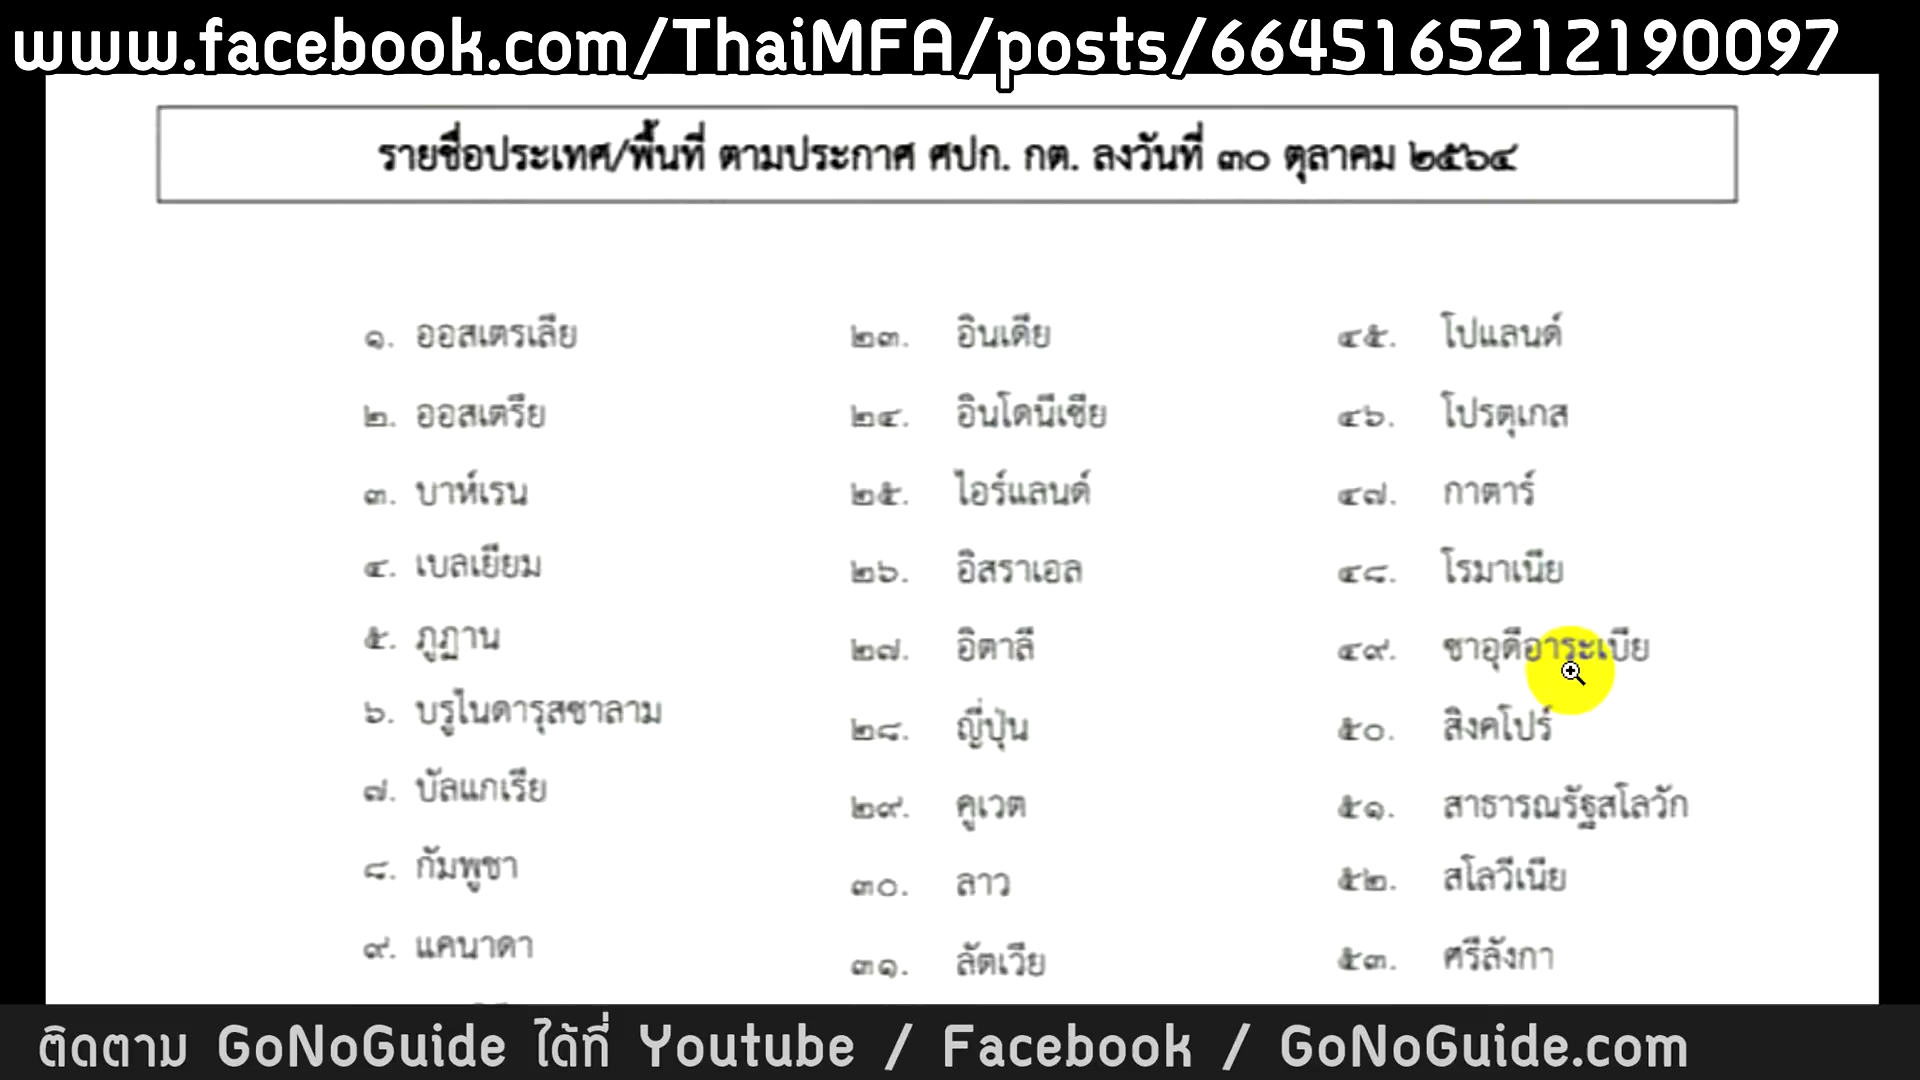 www.facebook.com/ThaiMFA/posts/6645165212190097
รายชื่อประเทศ/พื้นที่ ตามประกาศ ศปก. กต. ลงวันที่ ๓๐ ตุลาคม ๒๕๖๔
๑. ออสเตรเลีย
๒. ออสเตรีย
๓. บาห์เรน
๔. เบลเยียม
๕. ภูฏาน
๖. บรูไนดารุสซาลาม
๗. บัลแกเรีย
๘. กัมพูชา
๙. แคนาดา
๒๓. อินเดีย
๒๔. อินโดนีเซีย
๒๕. ไอร์แลนด์
๒๖. อิสราเอล
๒๗. อิตาลี
๒๘. ญี่ปุ่น
๒๙. คูเวต
๓๐. ลาว
๓๑. ลัตเวีย
๔๕. โปแลนด์
๔๖. โปรตุเกส
๔๗. กาตาร์
๔๘. โรมาเนีย
๔๙. ซาอุดีอาระเบีย
๕๐. สิงคโปร์
๕๑. สาธารณรัฐสโลวัก
๕๒. สโลวีเนีย
๕๓. ศรีลังกา
ติดตาม GoNoGuide ได้ที่ Youtube / Facebook / GoNoGuide.com